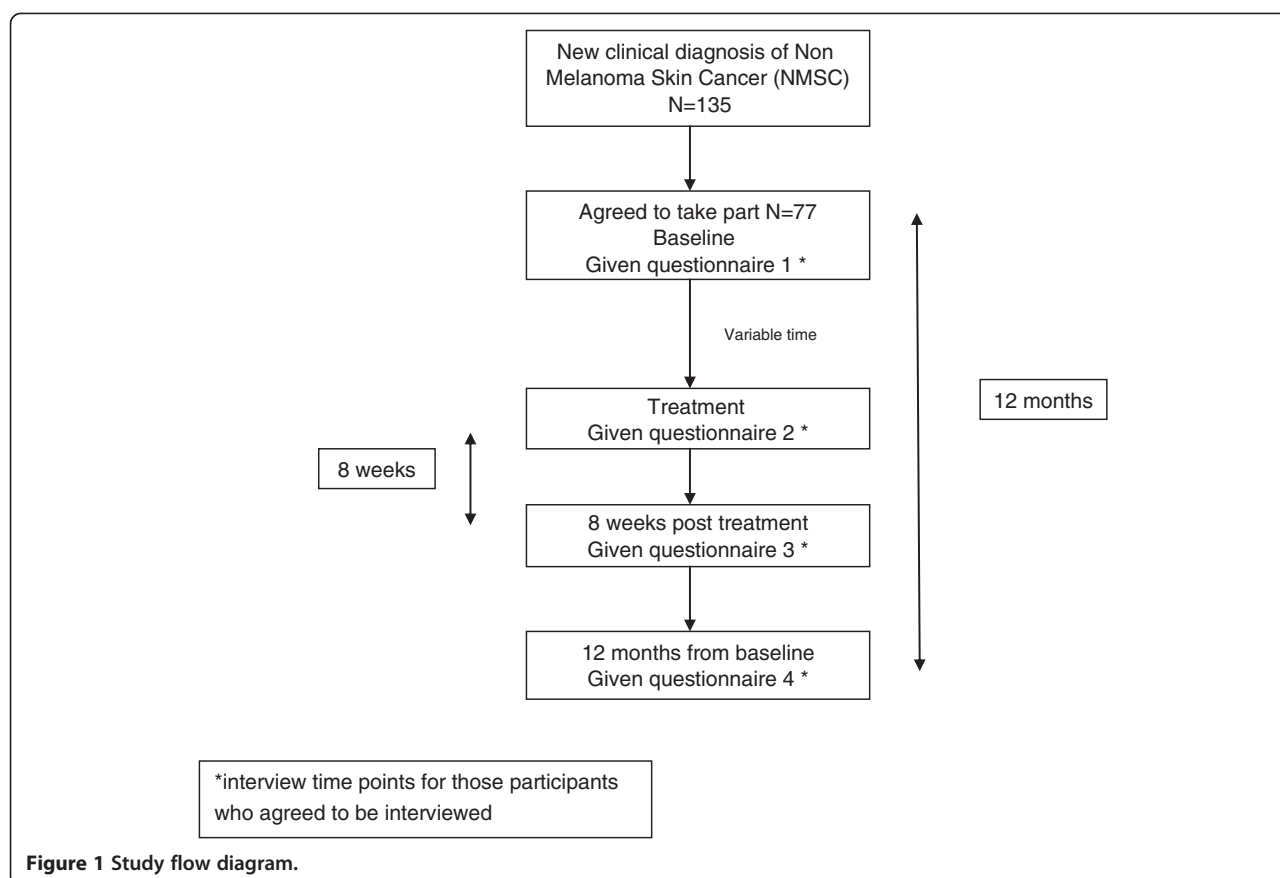 New clinical diagnosis of Non
Melanoma Skin Cancer (NMSC)
N=135
Agreed to take part N=77
Baseline
Given questionnaire 1 *
Variable time
Treatment
Given questionnaire 2 *
12 months
8 weeks
8 weeks post treatment
Given questionnaire 3 *
12 months from baseline
Given questionnaire 4 *
*interview time points for those participants
who agreed to be interviewed
Figure 1 Study flow diagram.